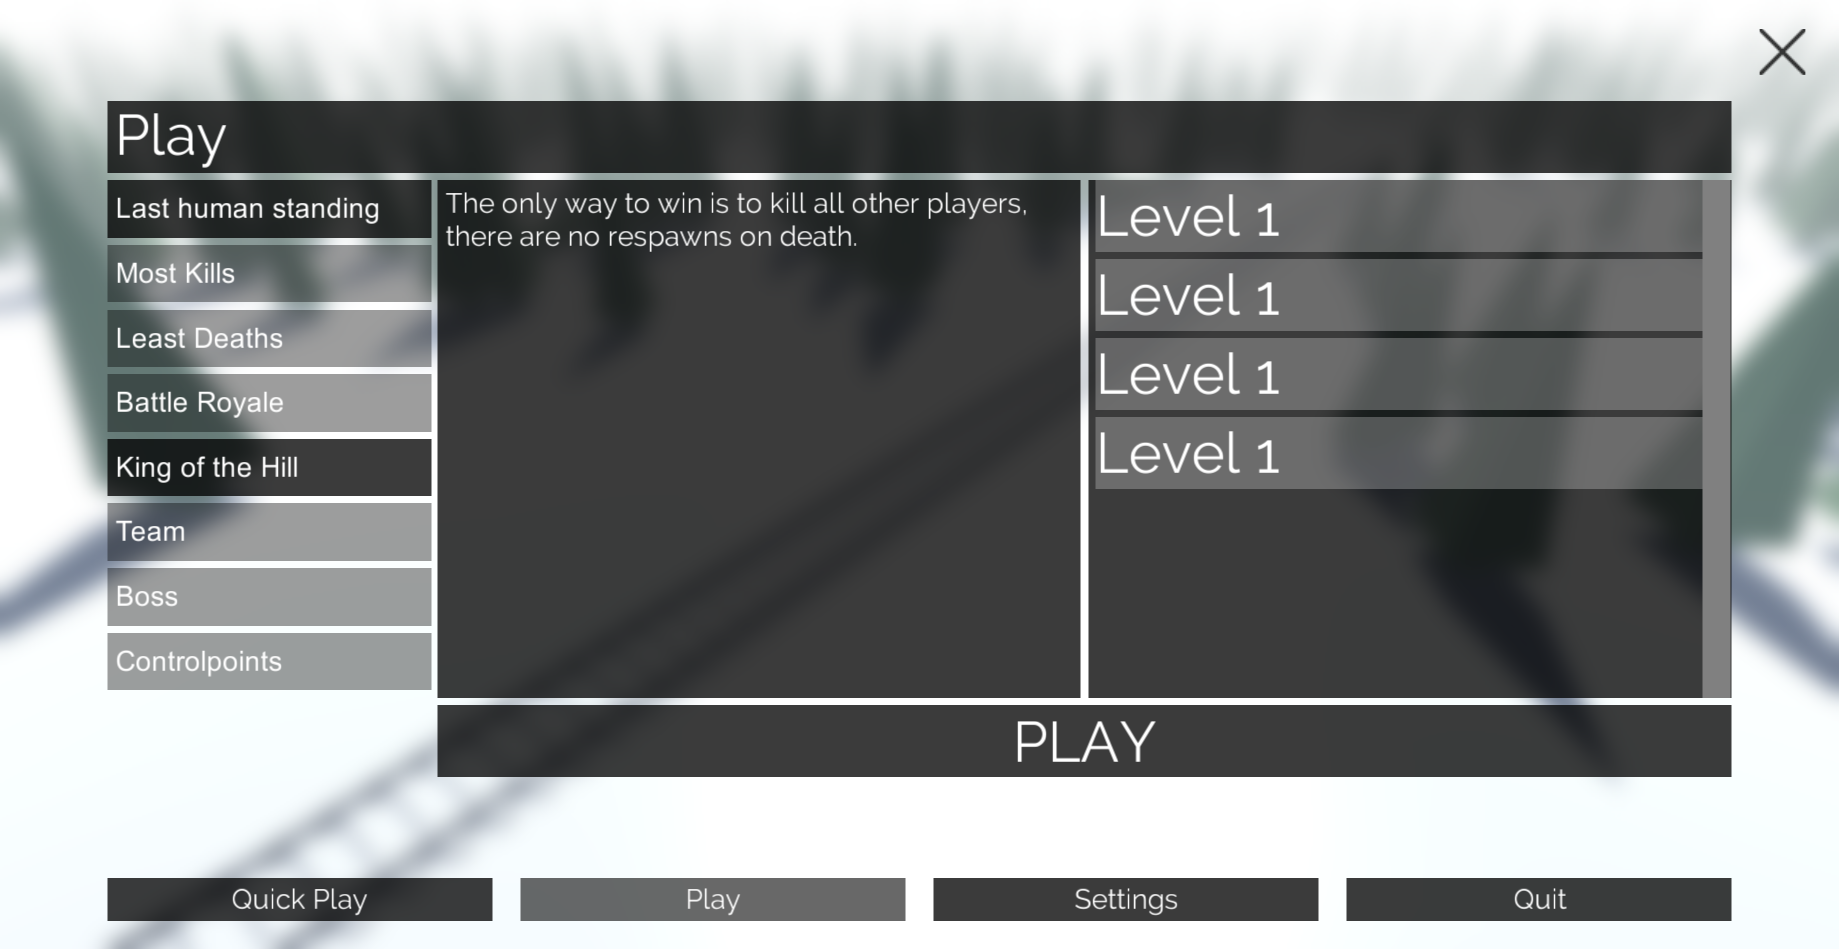 Play
Last human standing
Most Kills
Least Deaths
Battle Royale
King of the Hill
Team
Boss
Controlpoints
The only way to win is to kill all other players,
there are no respawns on death.
Level 1
Level 1
Level 1
Level 1
PLAY
Quick Play
Play
Settings
Quit